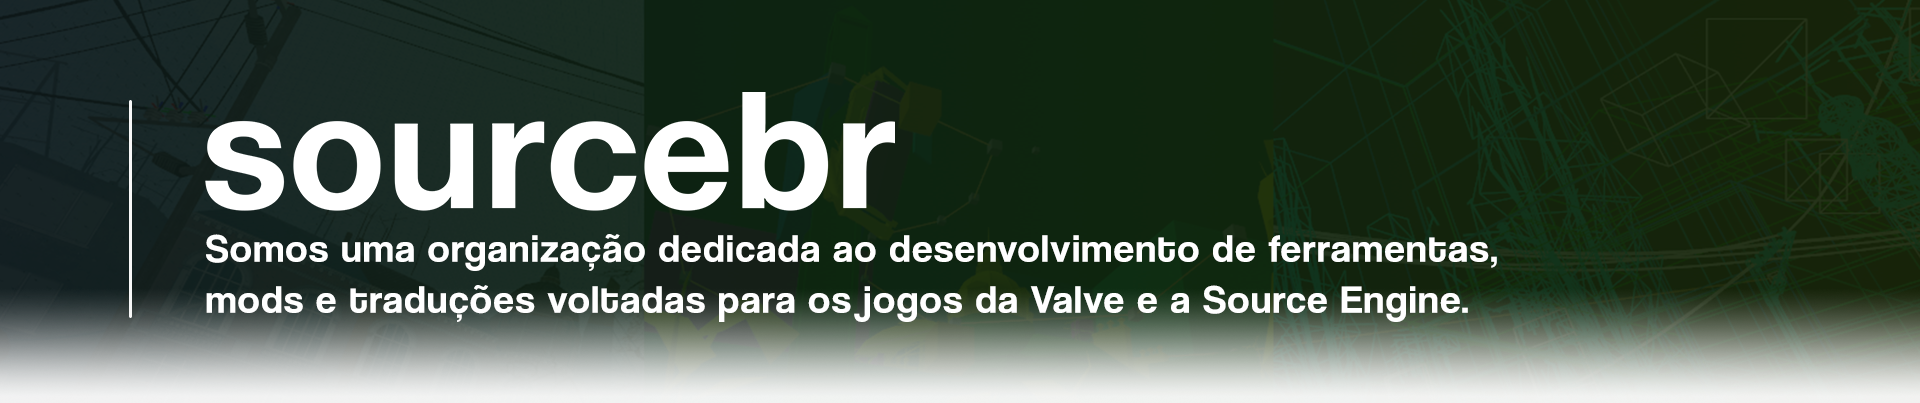 sourcebr
Somos uma organização dedicada ao desenvolvimento de ferramentas,
mods e traduções voltadas para os jogos da Valve e a Source Engine.